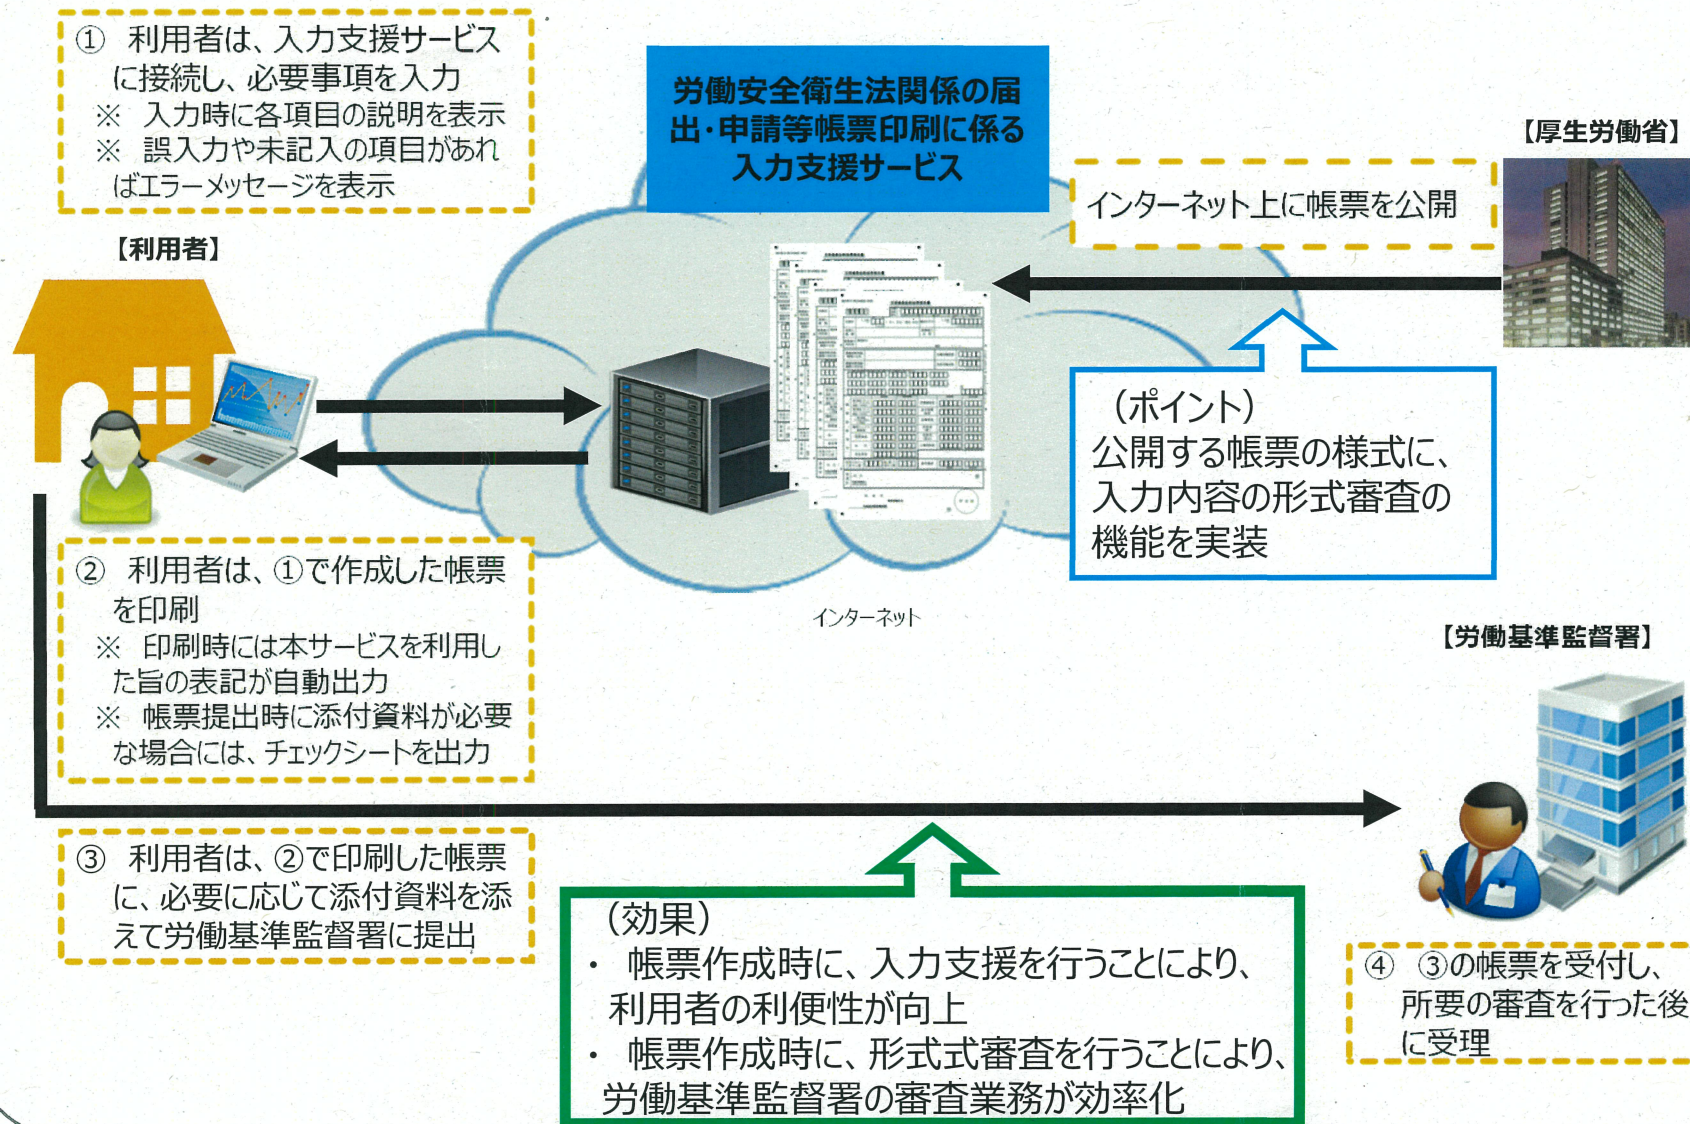 ① 利用者は、入力支援サービス
に接続し、必要事項を入力
※ 入力時に各項目の説明を表示
※ 誤入力や未記入の項目があれ
ばエラーメッセージを表示
労働安全衛生法関係の届
出・申請等帳票印刷に係る
入力支援サービス
【厚生労働省】
インターネット上に帳票を公開
【利用者】
（ポイント）
公開する帳票の様式に、
入力内容の形式審査の
機能を実装
② 利用者は、①で作成した帳票
を印刷
※ 印刷時には本サービスを利用し
た旨の表記が自動出力
※ 帳票提出時に添付資料が必要
な場合には、チェックシートを出力
インターネット
【労働基準監督署】
③ 利用者は、②で印刷した帳票
に、必要に応じて添付資料を添
えて労働基準監督署に提出
（効果）
・ 帳票作成時に、入力支援を行うことにより、
利用者の利便性が向上
・ 帳票作成時に、形式式審査を行うことにより、
労働基準監督署の審査業務が効率化
④ ③の帳票を受付し、
所要の審査を行った後
に受理